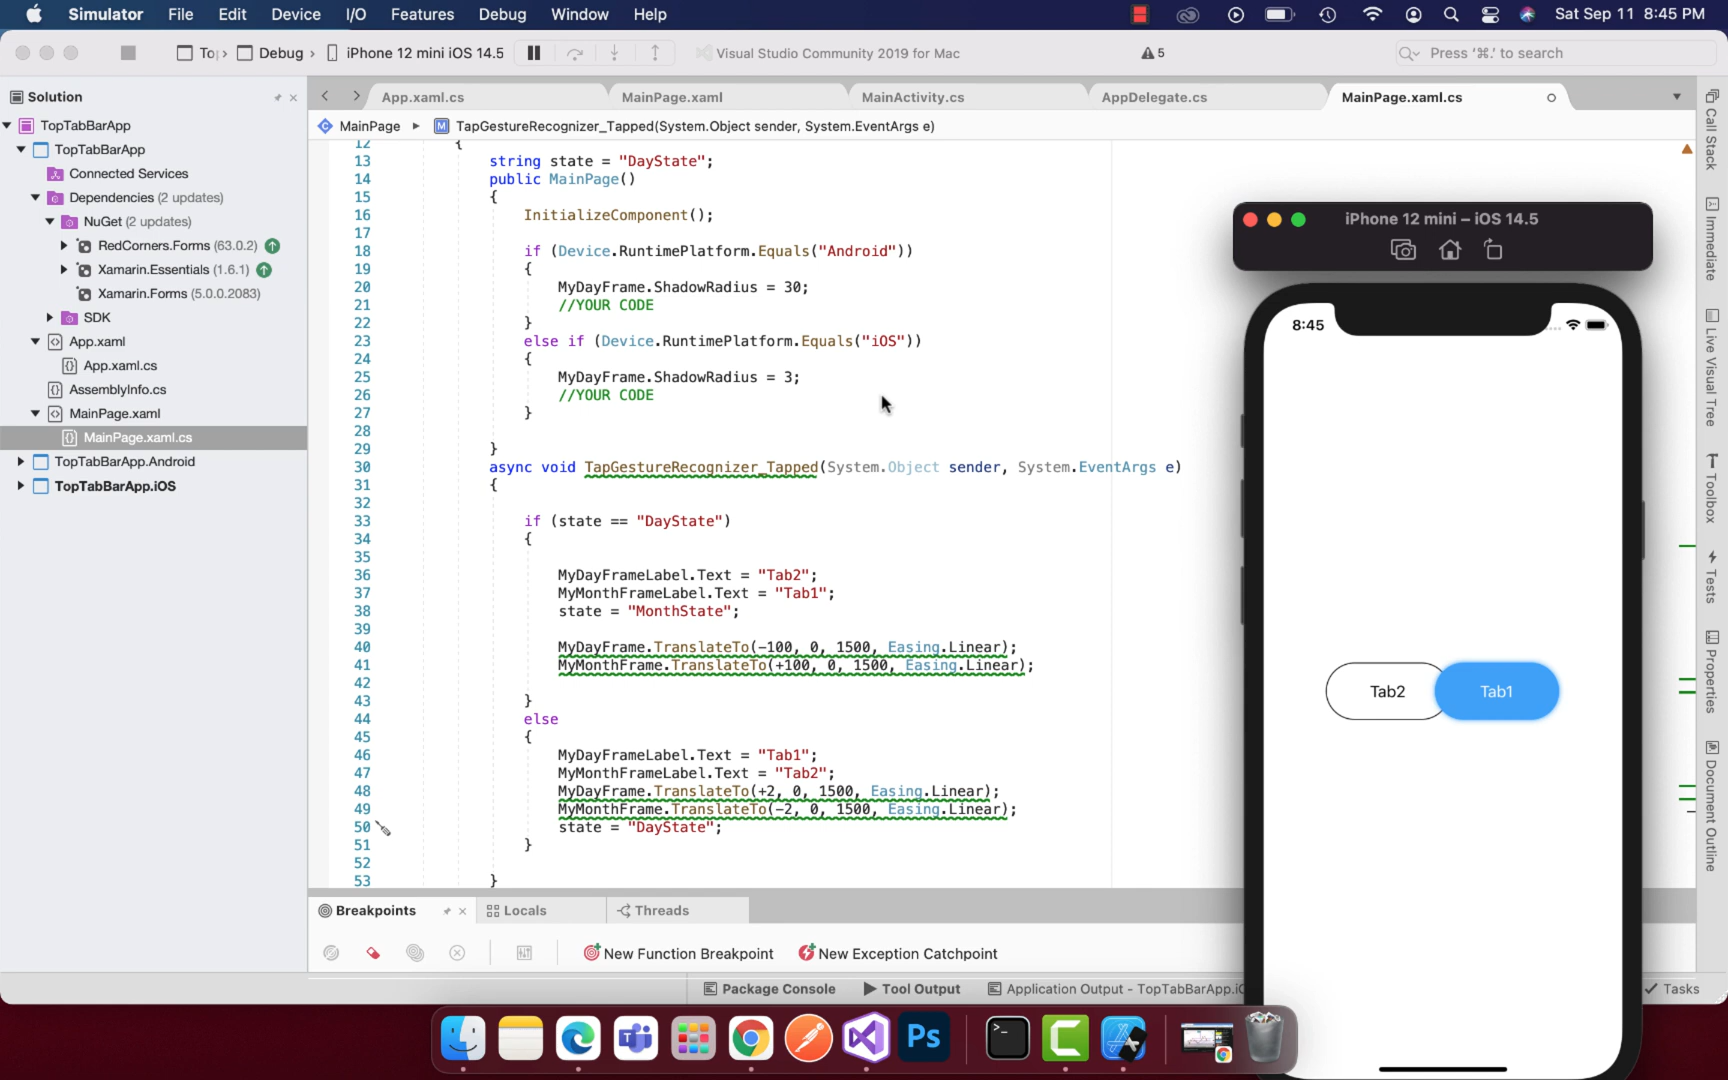 Simulator File Edit Device I/O Features Debug Window Help Sat Sep 11 8:45 PM
To › Debug › iPhone 12 mini iOS 14.5 Visual Studio Community 2019 for Mac 5 Press '⌘.' to search
Solution
App.xaml.cs MainPage.xaml MainActivity.cs AppDelegate.cs MainPage.xaml.cs
MainPage ▸ M TapGestureRecognizer_Tapped(System.Object sender, System.EventArgs e)
TopTabBarApp
TopTabBarApp
Connected Services
Dependencies (2 updates)
NuGet (2 updates)
RedCorners.Forms (63.0.2)
Xamarin.Essentials (1.6.1)
Xamarin.Forms (5.0.0.2083)
SDK
App.xaml
App.xaml.cs
AssemblyInfo.cs
MainPage.xaml
MainPage.xaml.cs
TopTabBarApp.Android
TopTabBarApp.iOS
12 {
13 string state = "DayState";
14 public MainPage()
15 {
16 InitializeComponent();
17
18 if (Device.RuntimePlatform.Equals("Android"))
19 {
20 MyDayFrame.ShadowRadius = 30;
21 //YOUR CODE
22 }
23 else if (Device.RuntimePlatform.Equals("iOS"))
24 {
25 MyDayFrame.ShadowRadius = 3;
26 //YOUR CODE
27 }
28
29 }
30 async void TapGestureRecognizer_Tapped(System.Object sender, System.EventArgs e)
31 {
32
33 if (state == "DayState")
34 {
35
36 MyDayFrameLabel.Text = "Tab2";
37 MyMonthFrameLabel.Text = "Tab1";
38 state = "MonthState";
39
40 MyDayFrame.TranslateTo(-100, 0, 1500, Easing.Linear);
41 MyMonthFrame.TranslateTo(+100, 0, 1500, Easing.Linear);
42
43 }
44 else
45 {
46 MyDayFrameLabel.Text = "Tab1";
47 MyMonthFrameLabel.Text = "Tab2";
48 MyDayFrame.TranslateTo(+2, 0, 1500, Easing.Linear);
49 MyMonthFrame.TranslateTo(-2, 0, 1500, Easing.Linear);
50 state = "DayState";
51 }
52
53 }
iPhone 12 mini – iOS 14.5
8:45
Tab2 Tab1
Call Stack
Immediate
Live Visual Tree
Toolbox
Tests
Properties
Document Outline
Breakpoints Locals Threads
New Function Breakpoint New Exception Catchpoint
Package Console Tool Output Application Output - TopTabBarApp.iO Tasks
Ps